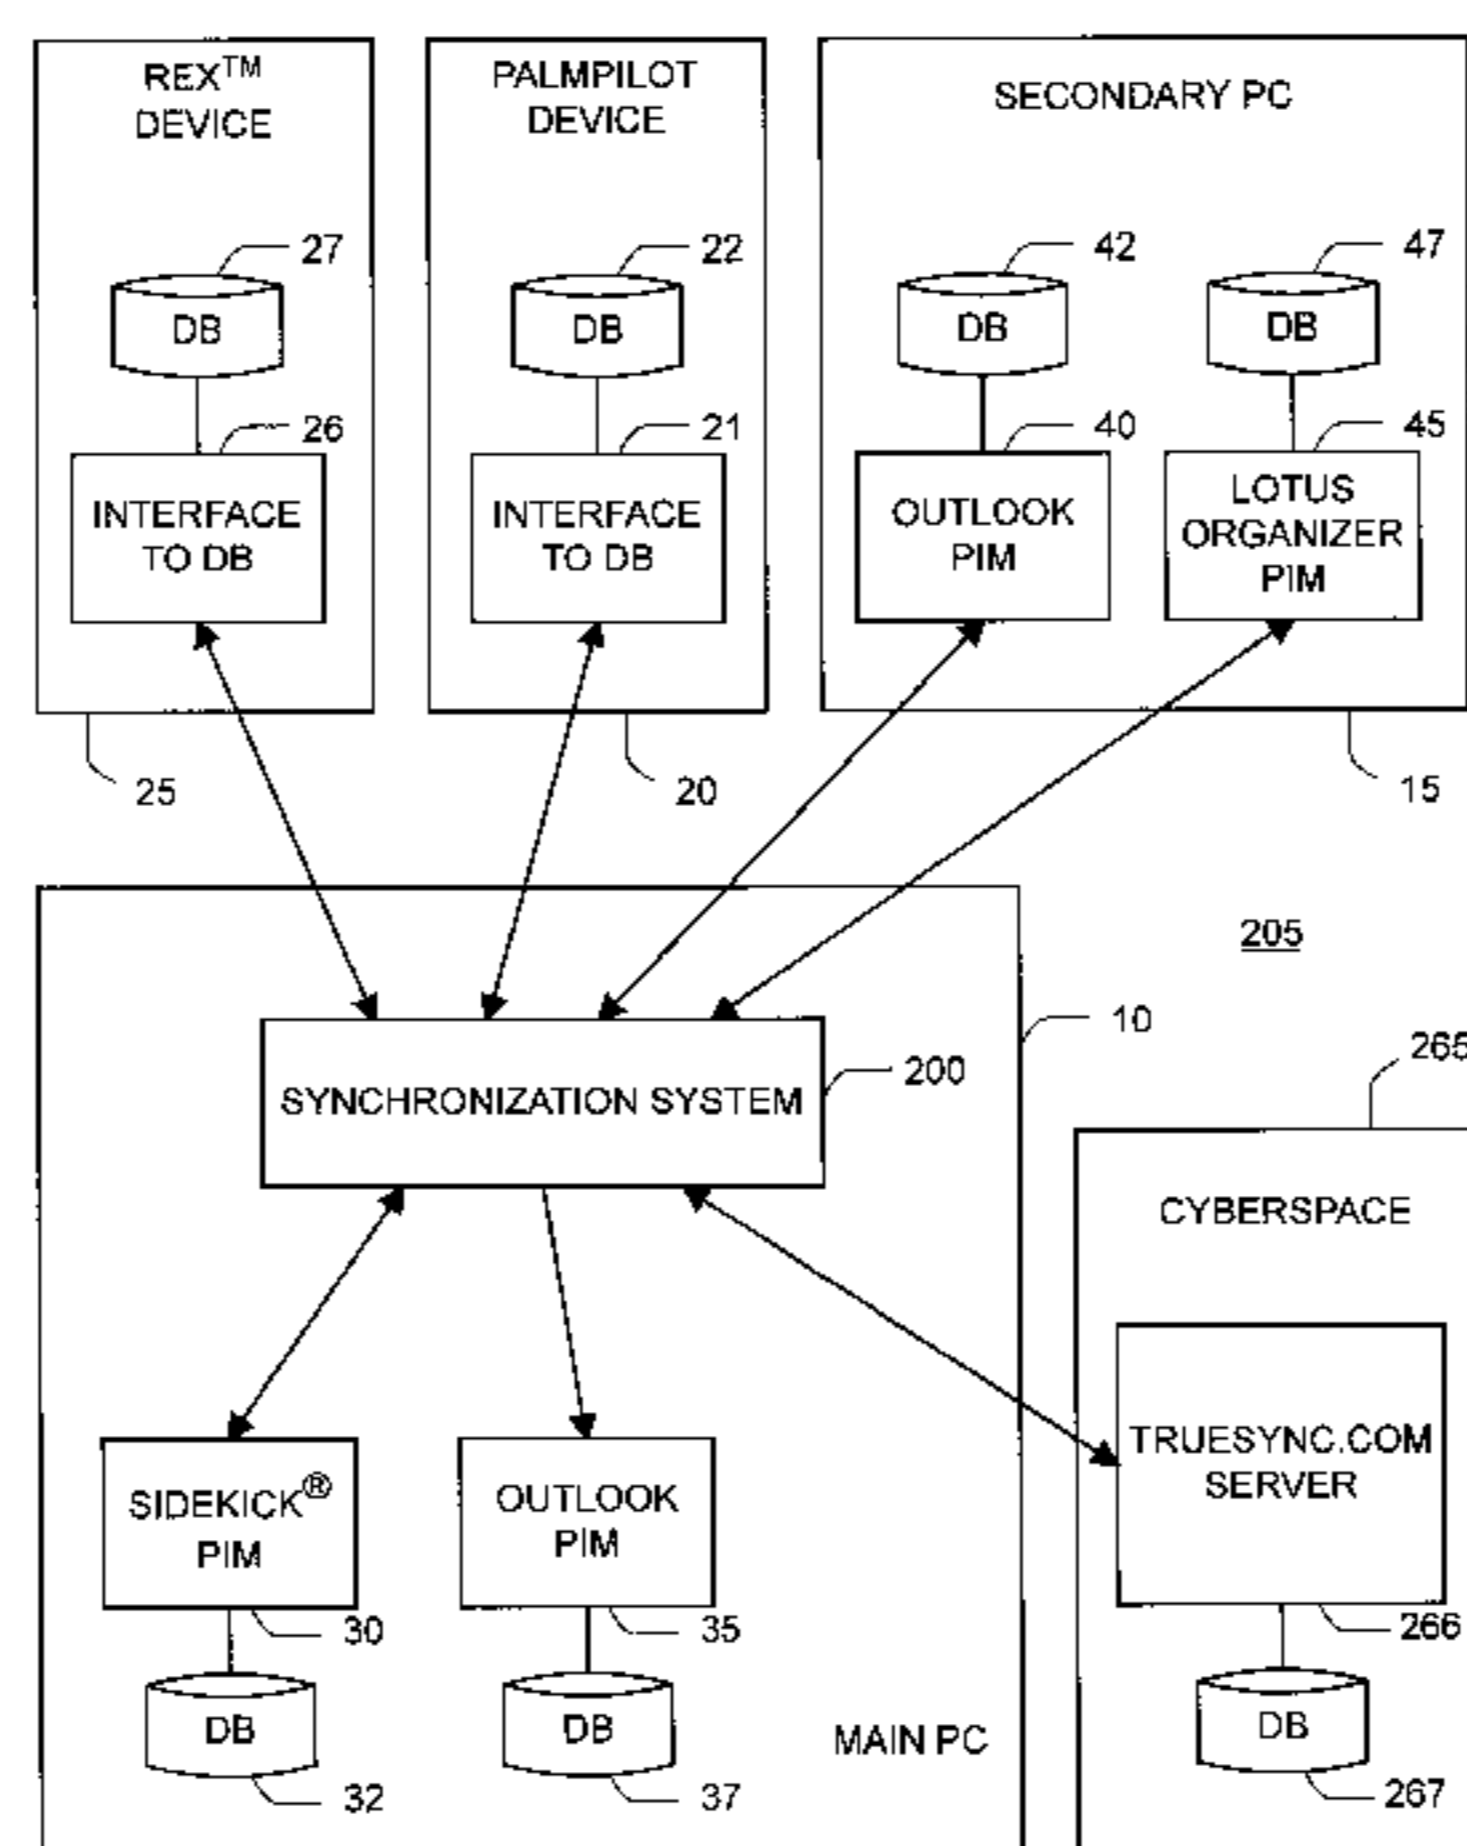 REX™
DEVICE
PALMPILOT
DEVICE
SECONDARY PC
27
22
42
47
DB
DB
DB
DB
26
21
40
45
INTERFACE
TO DB
INTERFACE
TO DB
OUTLOOK
PIM
LOTUS
ORGANIZER
PIM
25
20
15
205
10
265
200
SYNCHRONIZATION SYSTEM
CYBERSPACE
TRUESYNC.COM
SERVER
SIDEKICK®
PIM
OUTLOOK
PIM
30
35
266
DB
DB
DB
MAIN PC
32
37
267